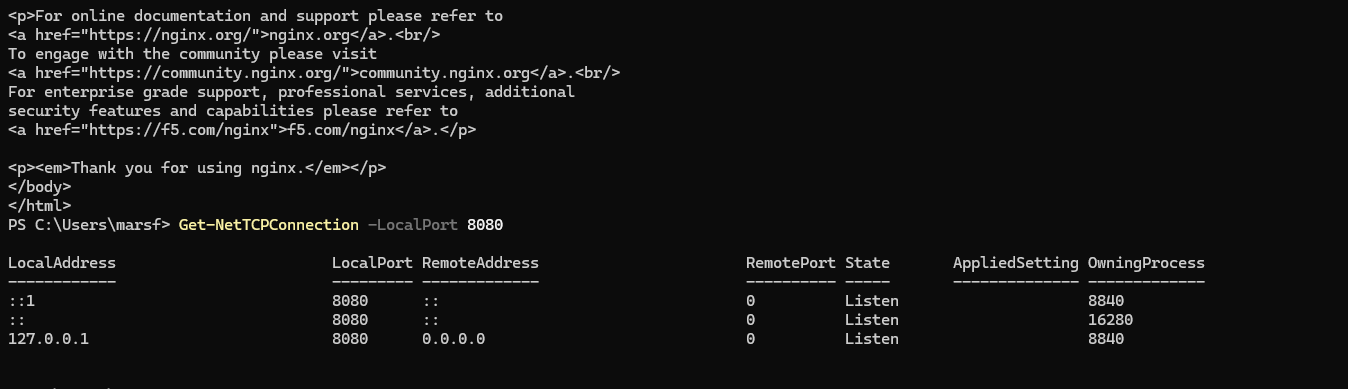 <p>For online documentation and support please refer to
<a href="https://nginx.org/">nginx.org</a>.<br/>
To engage with the community please visit
<a href="https://community.nginx.org/">community.nginx.org</a>.<br/>
For enterprise grade support, professional services, additional
security features and capabilities please refer to
<a href="https://f5.com/nginx">f5.com/nginx</a>.</p>
<p><em>Thank you for using nginx.</em></p>
</body>
</html>
PS C:\Users\marsf> Get-NetTCPConnection -LocalPort 8080
LocalAddress LocalPort RemoteAddress RemotePort State AppliedSetting OwningProcess
------------ --------- ------------- ---------- ----- -------------- -------------
::1 8080 :: 0 Listen 8840
:: 8080 :: 0 Listen 16280
127.0.0.1 8080 0.0.0.0 0 Listen 8840